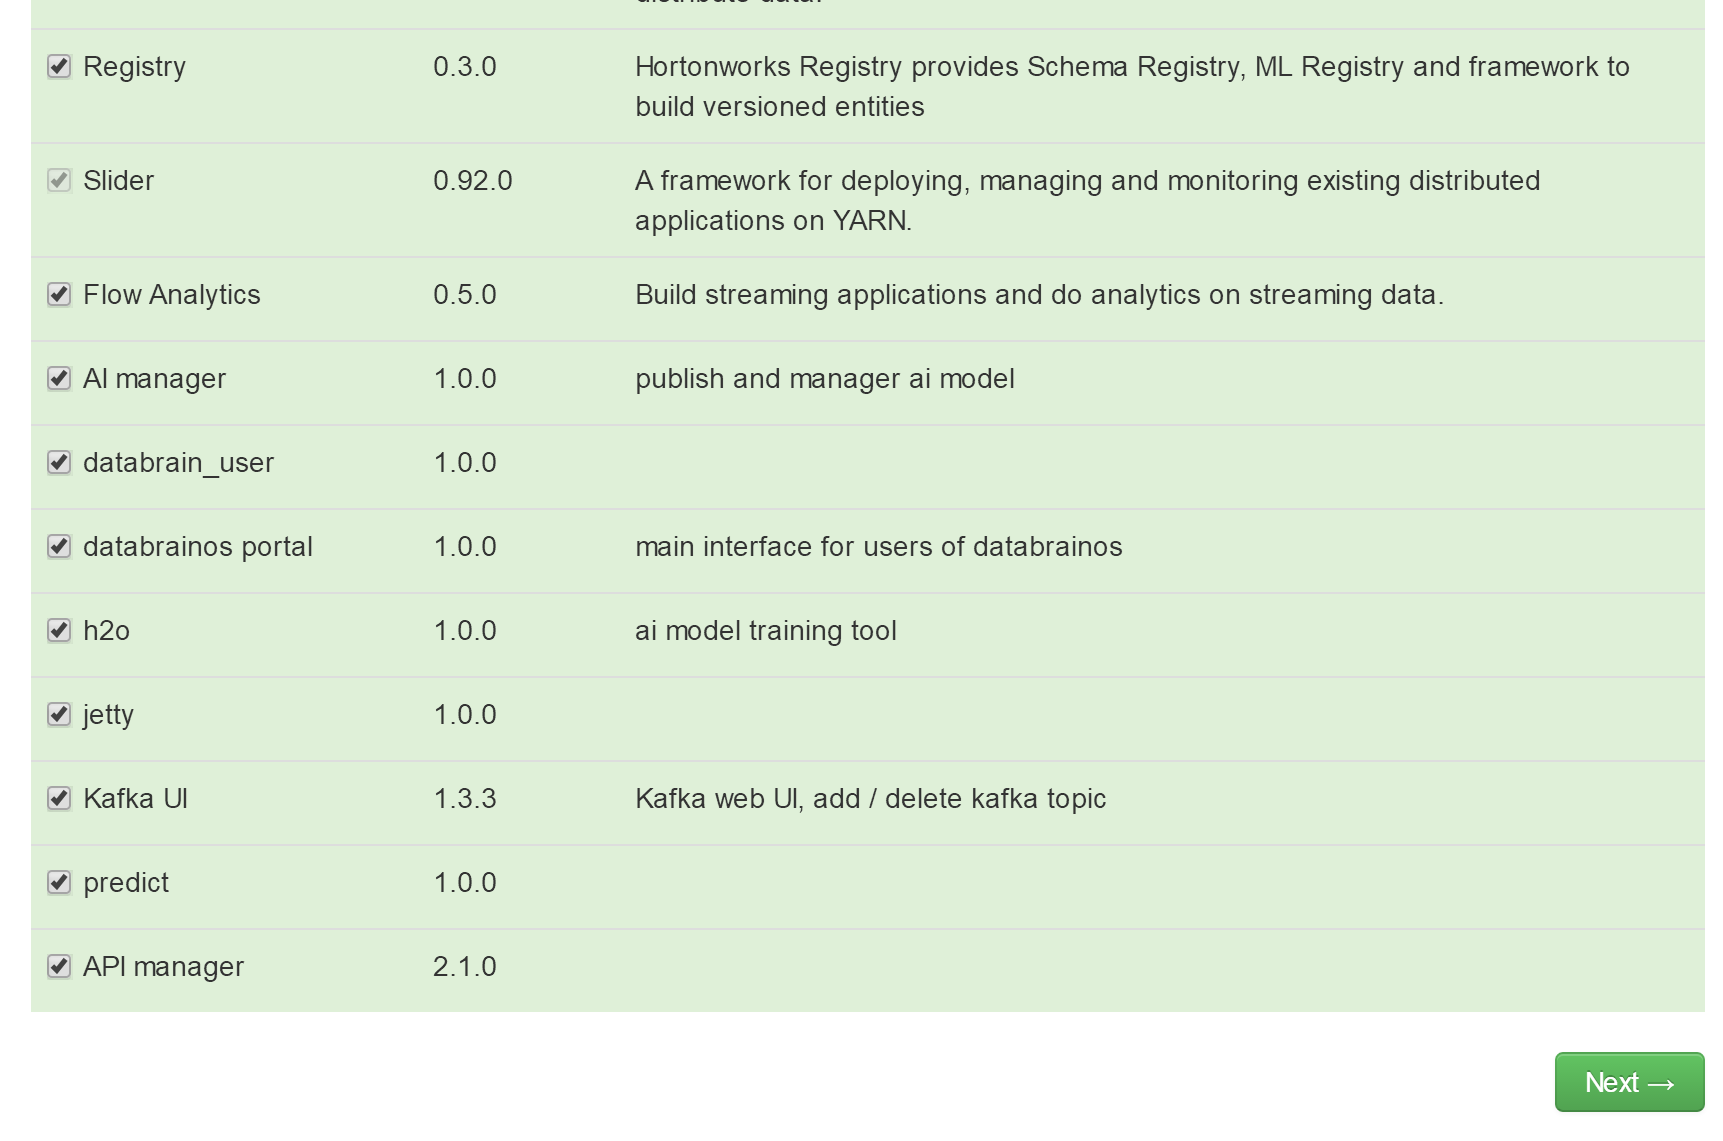 distribute data.
Registry 0.3.0 Hortonworks Registry provides Schema Registry, ML Registry and framework to
build versioned entities
Slider 0.92.0 A framework for deploying, managing and monitoring existing distributed
applications on YARN.
Flow Analytics 0.5.0 Build streaming applications and do analytics on streaming data.
AI manager 1.0.0 publish and manager ai model
databrain_user 1.0.0
databrainos portal 1.0.0 main interface for users of databrainos
h2o 1.0.0 ai model training tool
jetty 1.0.0
Kafka UI 1.3.3 Kafka web UI, add / delete kafka topic
predict 1.0.0
API manager 2.1.0
Next →